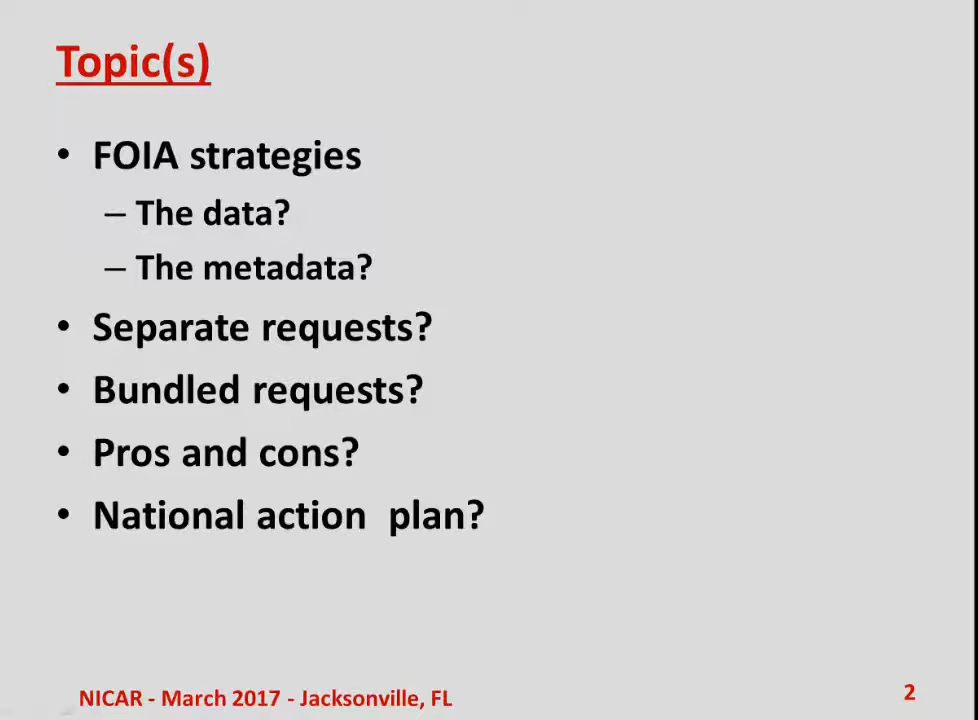 Topic(s)
• FOIA strategies
– The data?
– The metadata?
• Separate requests?
• Bundled requests?
• Pros and cons?
• National action  plan?
NICAR - March 2017 - Jacksonville, FL
2